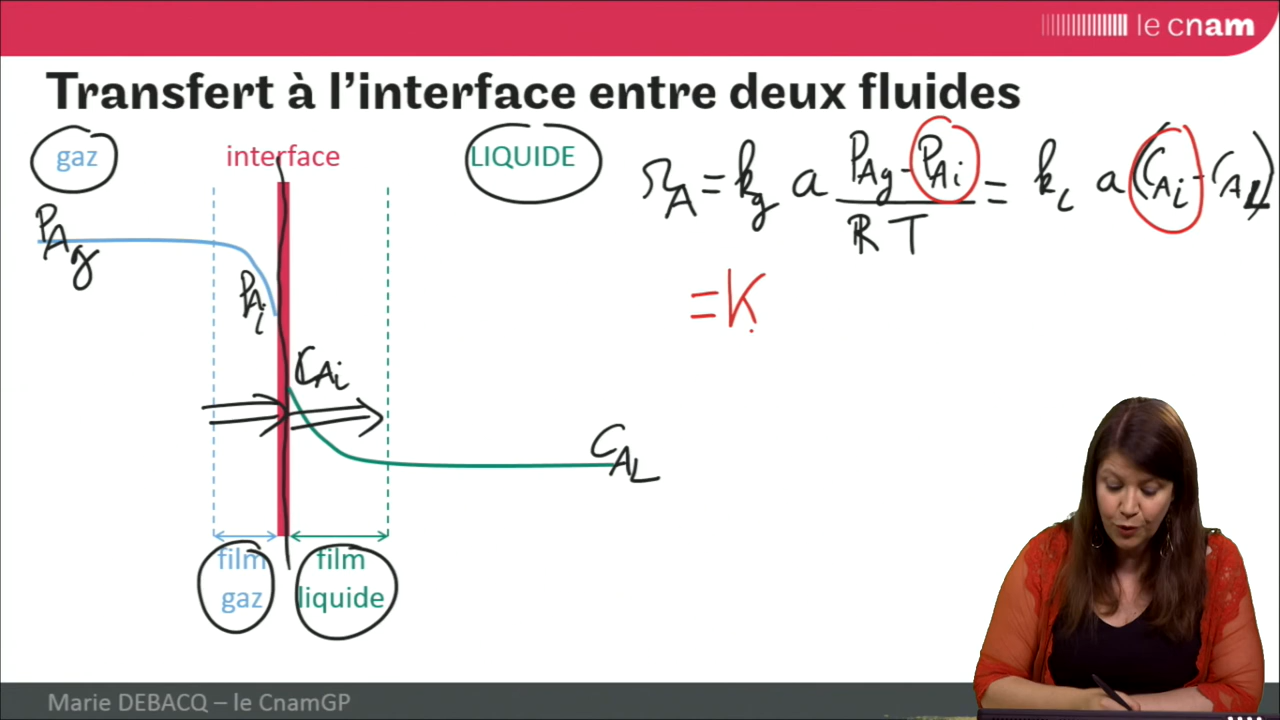 le cnam
Transfert à l'interface entre deux fluides
gaz
interface
LIQUIDE
r_A = k_g a (P_Ag - P_Ai) / RT = k_L a (C_Ai - C_AL)
= K
P_Ag
P_Ai
C_Ai
C_AL
film
gaz
film
liquide
Marie DEBACQ – le CnamGP